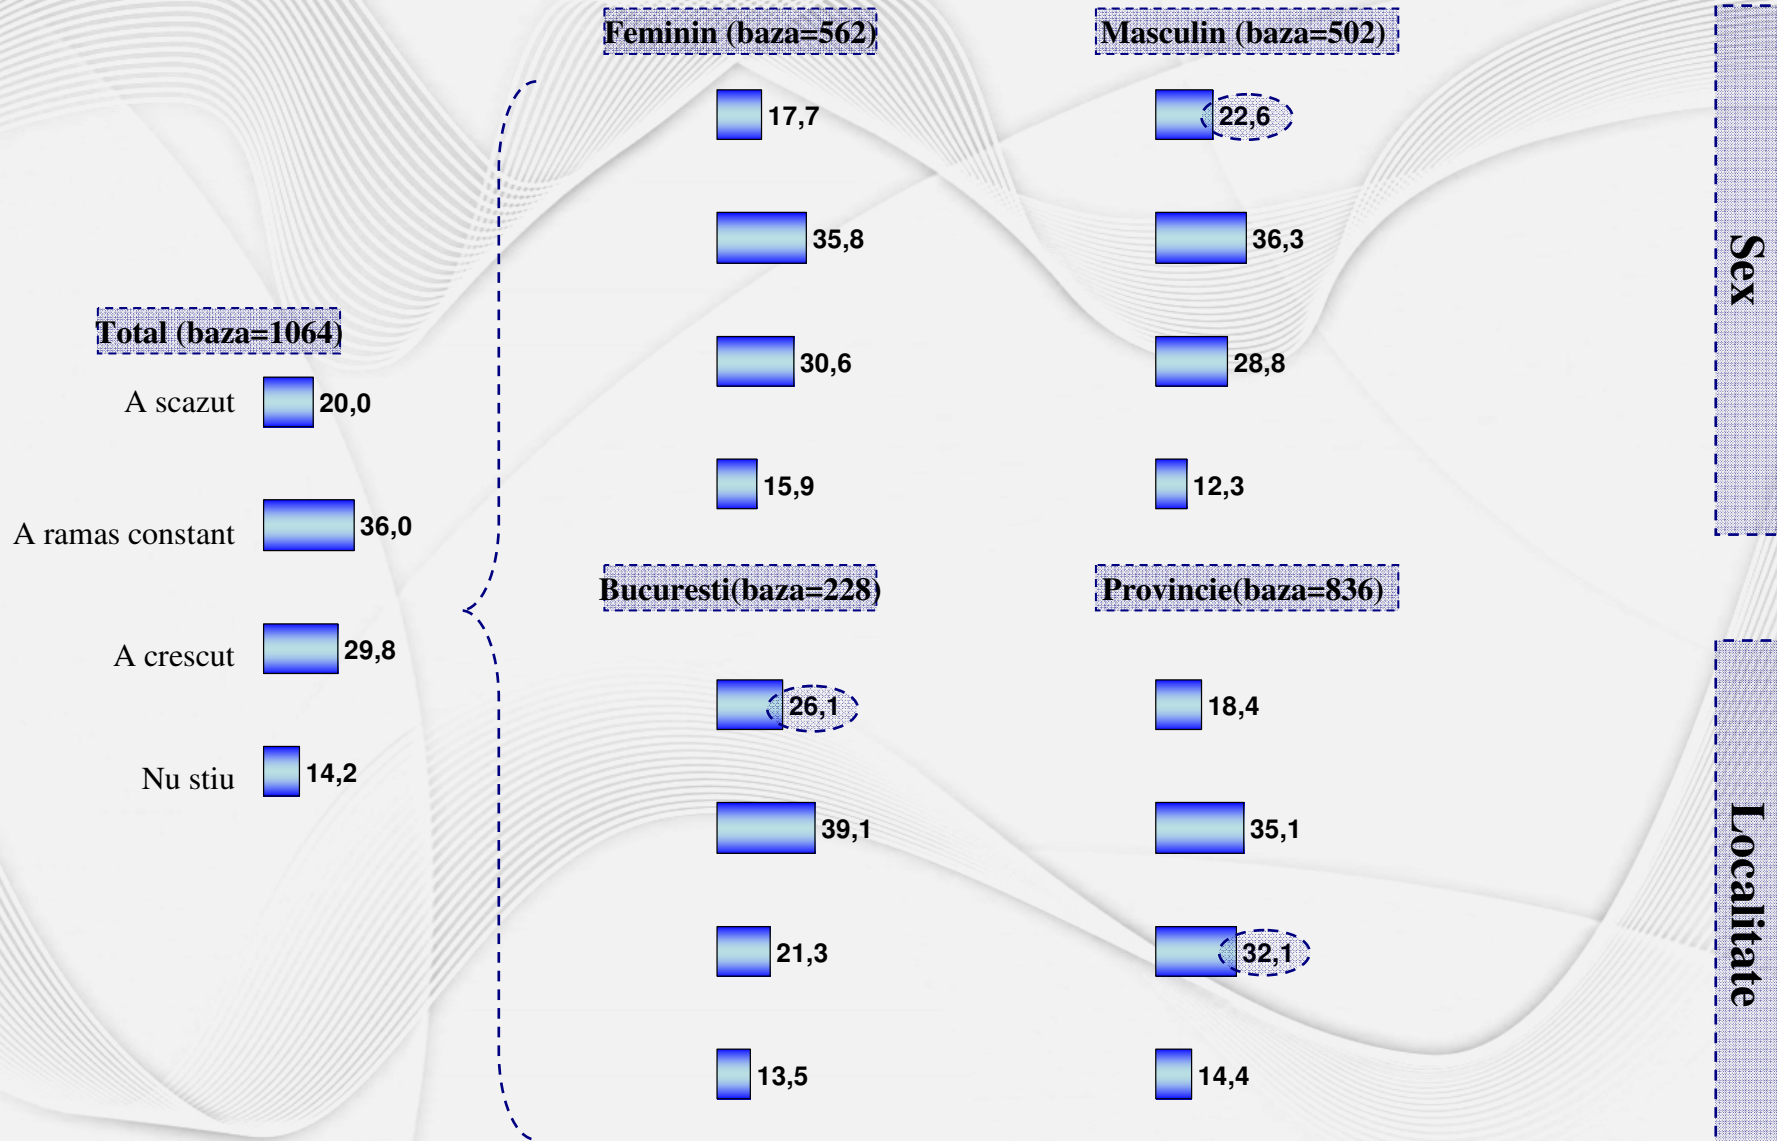 Feminin (baza=562)
17,7
35,8
30,6
15,9
Masculin (baza=502)
22,6
36,3
28,8
12,3
Sex
Total (baza=1064)
A scazut 20,0
A ramas constant 36,0
A crescut 29,8
Nu stiu 14,2
Bucuresti(baza=228)
26,1
39,1
21,3
13,5
Provincie(baza=836)
18,4
35,1
32,1
14,4
Localitate